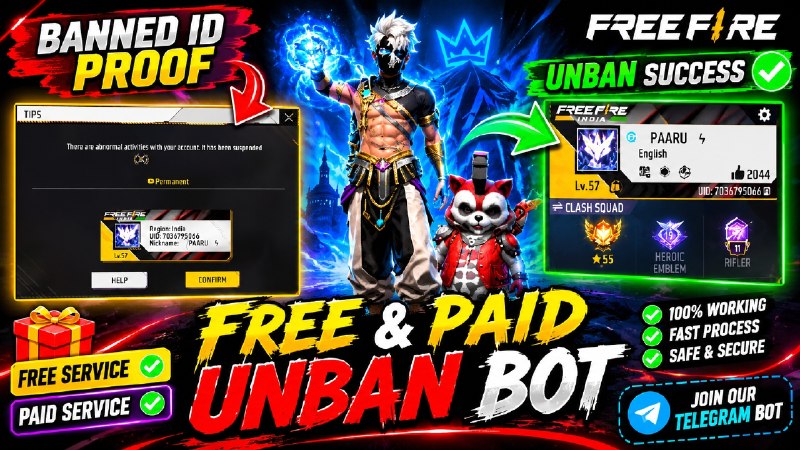 BANNED ID
PROOF
FREE FIRE
UNBAN SUCCESS
TIPS
There are abnormal activities with your account. It has been suspended
Permanent
FREE FIRE
INDIA
Region: India
UID: 7036795066
Nickname: PAARU ϟ
Lv.57
HELP
CONFIRM
FREE FIRE
INDIA
PAARU ϟ
English
2044
Lv.57
UID: 7036795066
CLASH SQUAD
★55
HEROIC
EMBLEM
11
RIFLER
FREE & PAID
UNBAN BOT
FREE SERVICE
PAID SERVICE
100% WORKING
FAST PROCESS
SAFE & SECURE
JOIN OUR
TELEGRAM BOT